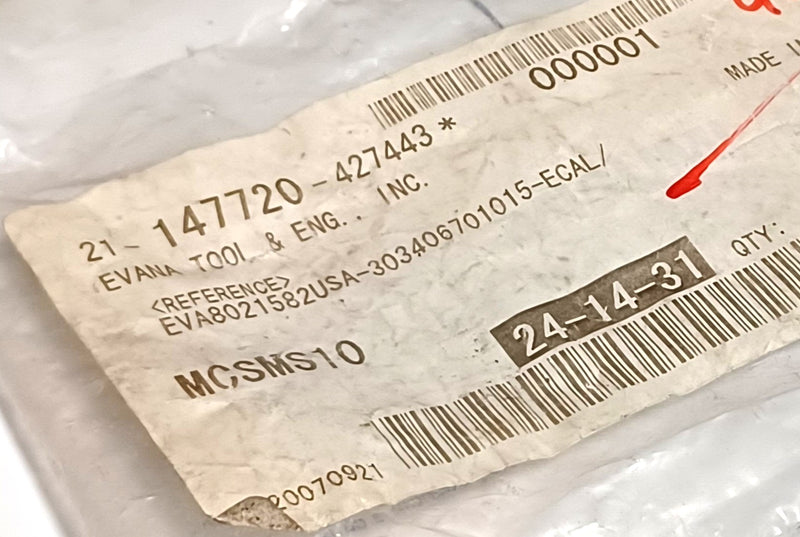 000001
MADE
21-147720-427443*
EVANA TOOL & ENG., INC.
<REFERENCE>
EVA8021582USA-303406701015-ECAL/
24-14-31
QTY:
MCSMS10
20070921